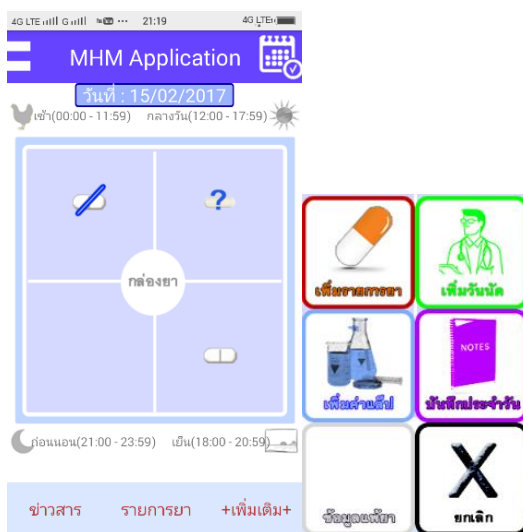 4G LTE G 21:19 4G LTE
MHM Application
วันที่ : 15/02/2017
เช้า(00:00 - 11:59) กลางวัน(12:00 - 17:59)
?
กล่องยา
ก่อนนอน(21:00 - 23:59) เย็น(18:00 - 20:59)
ข่าวสาร รายการยา +เพิ่มเติม+
เพิ่มรายการยา เพิ่มวันนัด
NOTES
เพิ่มค่าแล็ป บันทึกประจำวัน
X
ข้อมูลแพ้ยา ยกเลิก